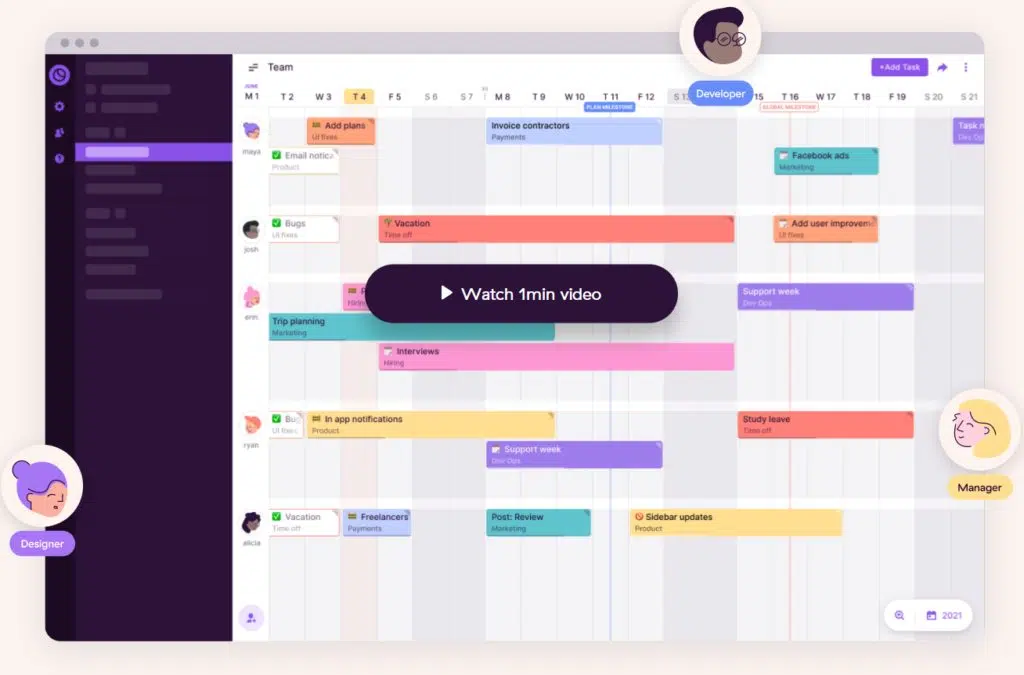 Developer
Team
+Add Task
JUNE
M 1 T 2 W 3 T 4 F 5 S 6 S 7 M 8 T 9 W 10 T 11 F 12 S 15 T 16 W 17 T 18 F 19 S 20 S 21
PLAN MILESTONE
GLOBAL MILESTONE
maya
Add plans
UI fixes
Invoice contractors
Payments
Task
Dev
Email notica
Product
Facebook ads
Marketing
josh
Bugs
UI fixes
Vacation
Time off
Add user improvem
UI fixes
erin
Hiring
Support week
Dev Ops
Trip planning
Marketing
Interviews
Hiring
Watch 1min video
ryan
Bug
UI fixes
In app notifications
Product
Study leave
Time off
Support week
Dev Ops
Manager
alicia
Vacation
Time off
Freelancers
Payments
Post: Review
Marketing
Sidebar updates
Product
Designer
2021